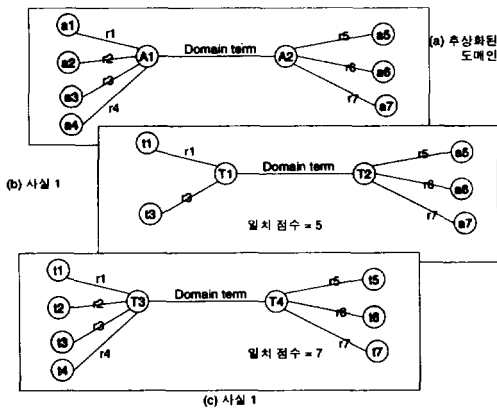 a1
r1
a2
r2
a3
r3
a4
r4
A1
Domain term
A2
r5
a5
r6
a6
r7
a7
(a) 추상화된
도메인
t1
r1
t3
r3
T1
Domain term
T2
r5
a5
r6
a6
r7
a7
(b) 사실 1
일치 점수 = 5
t1
r1
t2
r2
t3
r3
t4
r4
T3
Domain term
T4
r5
t5
r6
t6
r7
t7
일치 점수 = 7
(c) 사실 1